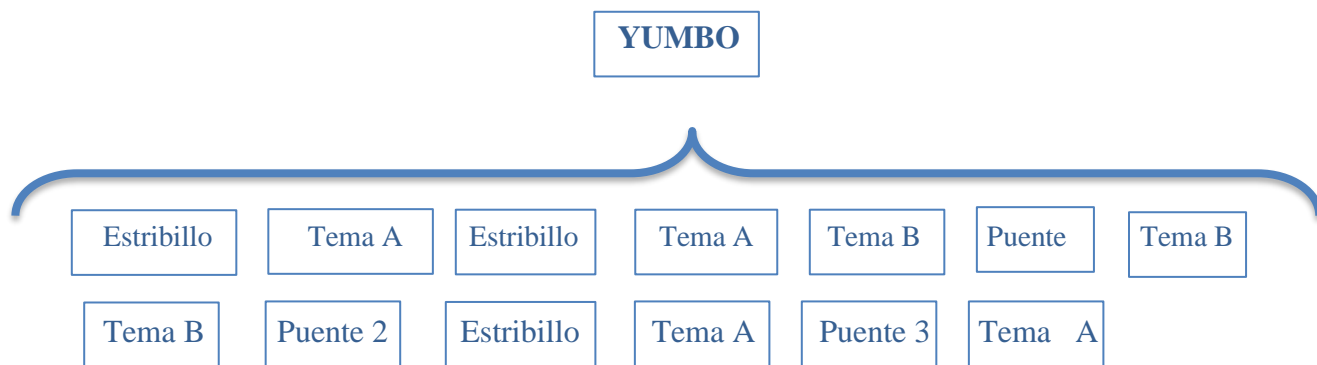 YUMBO
Estribillo Tema A Estribillo Tema A Tema B Puente Tema B
Tema B Puente 2 Estribillo Tema A Puente 3 Tema A